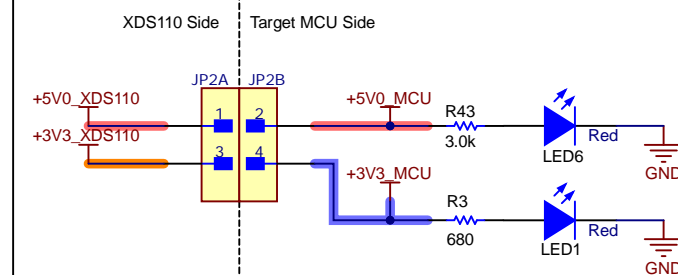 XDS110 Side Target MCU Side
JP2A JP2B
+5V0_XDS110
1 2
+5V0_MCU
R43
3.0k
LED6
Red
GND
+3V3_XDS110
3 4
+3V3_MCU
R3
680
LED1
Red
GND